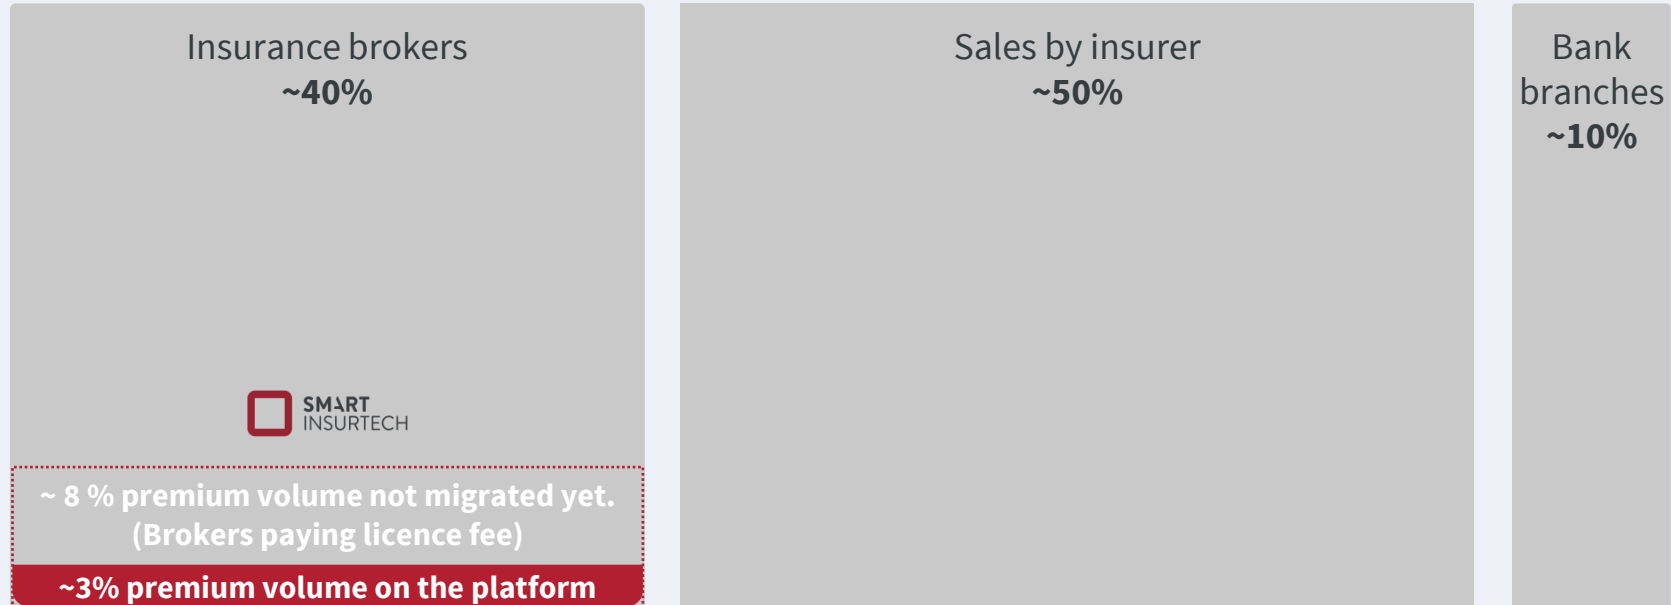 Insurance brokers
~40%
SMART
INSURTECH
~ 8 % premium volume not migrated yet.
(Brokers paying licence fee)
~3% premium volume on the platform
Sales by insurer
~50%
Bank
branches
~10%